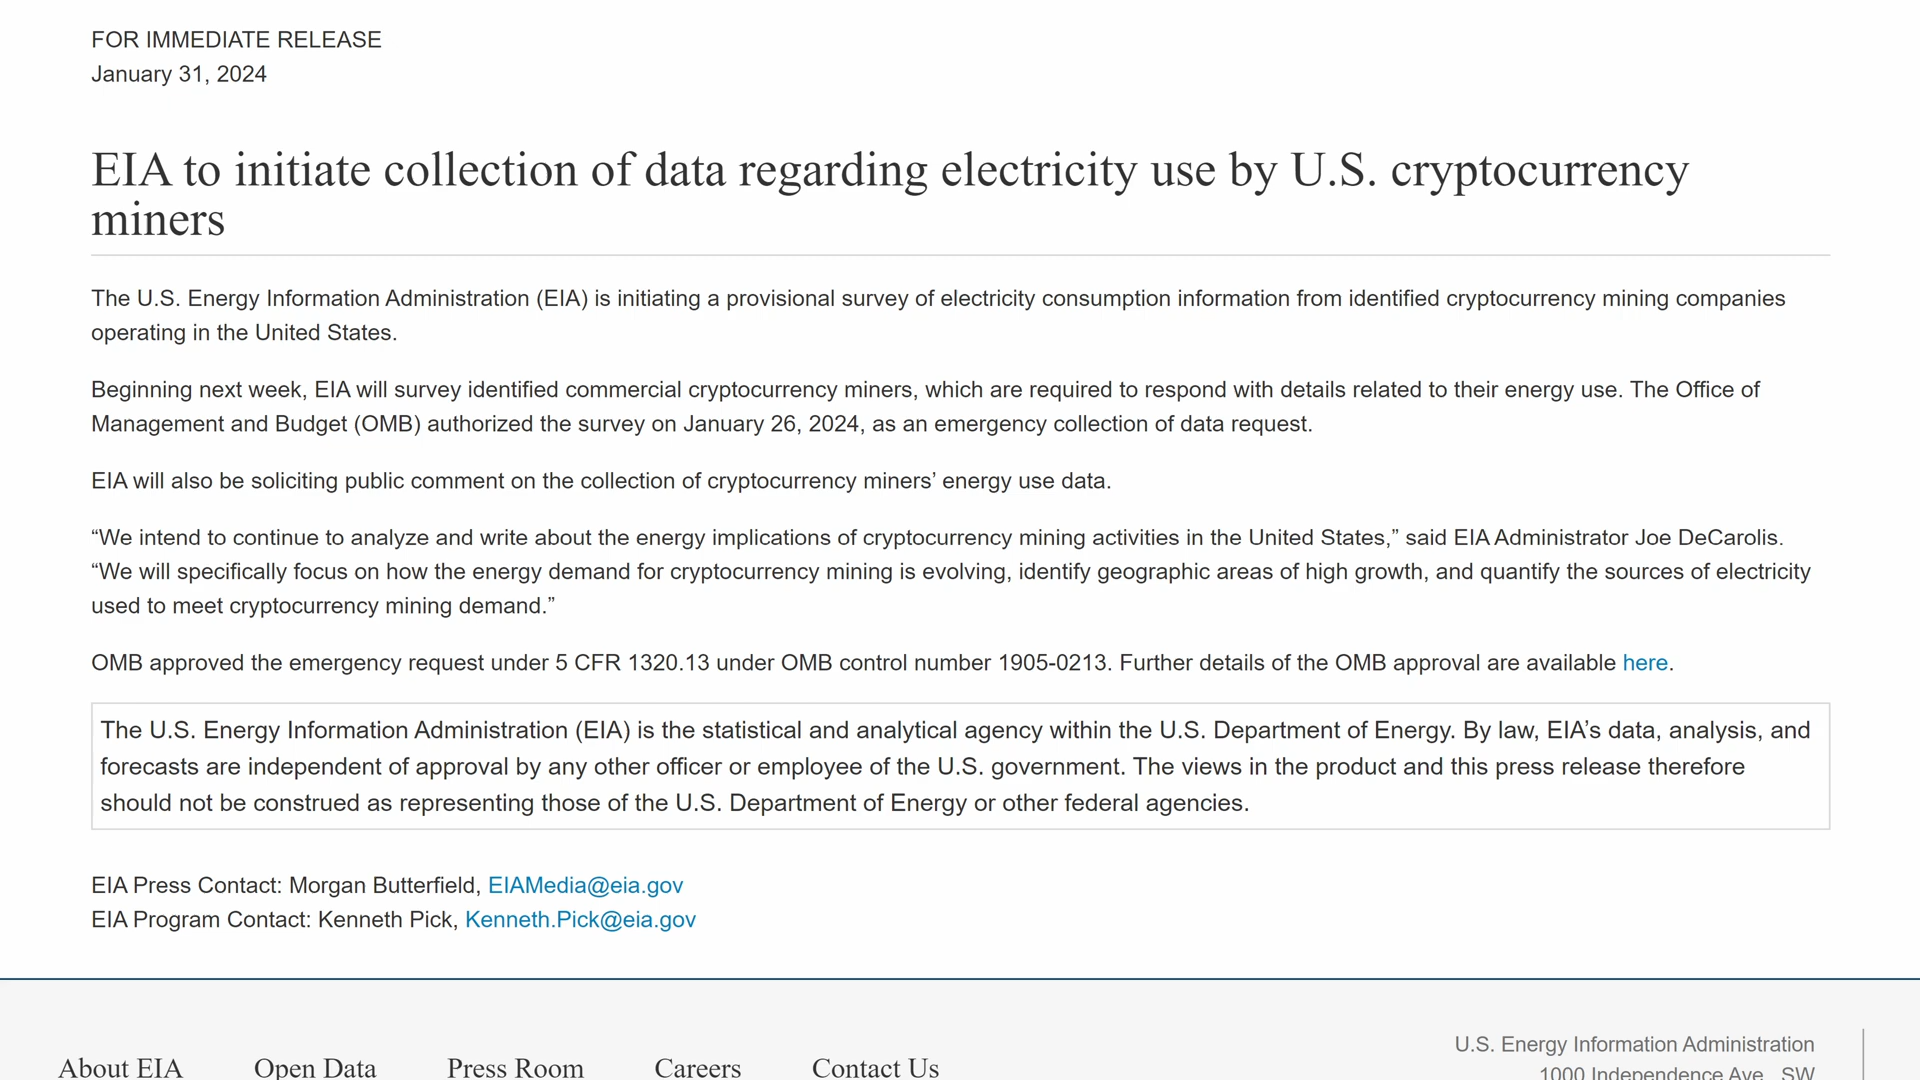 FOR IMMEDIATE RELEASE
January 31, 2024
EIA to initiate collection of data regarding electricity use by U.S. cryptocurrency
miners
The U.S. Energy Information Administration (EIA) is initiating a provisional survey of electricity consumption information from identified cryptocurrency mining companies
operating in the United States.
Beginning next week, EIA will survey identified commercial cryptocurrency miners, which are required to respond with details related to their energy use. The Office of
Management and Budget (OMB) authorized the survey on January 26, 2024, as an emergency collection of data request.
EIA will also be soliciting public comment on the collection of cryptocurrency miners’ energy use data.
“We intend to continue to analyze and write about the energy implications of cryptocurrency mining activities in the United States,” said EIA Administrator Joe DeCarolis.
“We will specifically focus on how the energy demand for cryptocurrency mining is evolving, identify geographic areas of high growth, and quantify the sources of electricity
used to meet cryptocurrency mining demand.”
OMB approved the emergency request under 5 CFR 1320.13 under OMB control number 1905-0213. Further details of the OMB approval are available here.
The U.S. Energy Information Administration (EIA) is the statistical and analytical agency within the U.S. Department of Energy. By law, EIA’s data, analysis, and
forecasts are independent of approval by any other officer or employee of the U.S. government. The views in the product and this press release therefore
should not be construed as representing those of the U.S. Department of Energy or other federal agencies.
EIA Press Contact: Morgan Butterfield, EIAMedia@eia.gov
EIA Program Contact: Kenneth Pick, Kenneth.Pick@eia.gov
About EIA
Open Data
Press Room
Careers
Contact Us
U.S. Energy Information Administration
1000 Independence Ave., SW